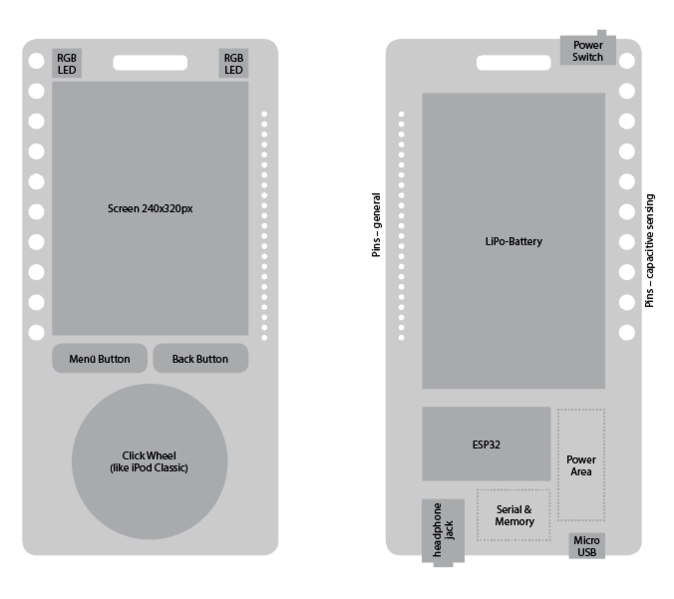 RGB
LED
RGB
LED
Screen 240x320px
Menü Button
Back Button
Click Wheel
(like iPod Classic)
Power
Switch
Pins – general
LiPo-Battery
Pins – capacitive sensing
ESP32
Power
Area
Serial &
Memory
headphone
jack
Micro
USB